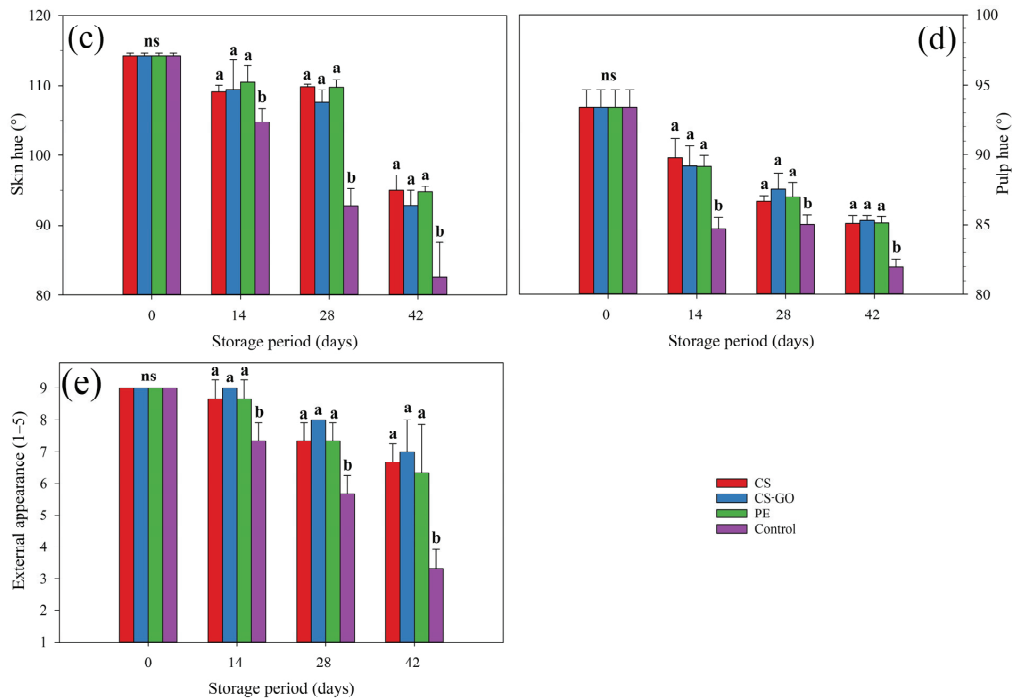 (c)
Skin hue (°)
120
110
100
90
80
ns
a a a b
a a a b
a a a b
0 14 28 42
Storage period (days)
(d)
Pulp hue (°)
100
95
90
85
80
ns
a a a b
a a a b
a a a b
0 14 28 42
Storage period (days)
(e)
External appearance (1–5)
9
8
7
6
5
4
3
2
1
ns
a a a b
a a a b
a a a b
0 14 28 42
Storage period (days)
CS
CS-GO
PE
Control